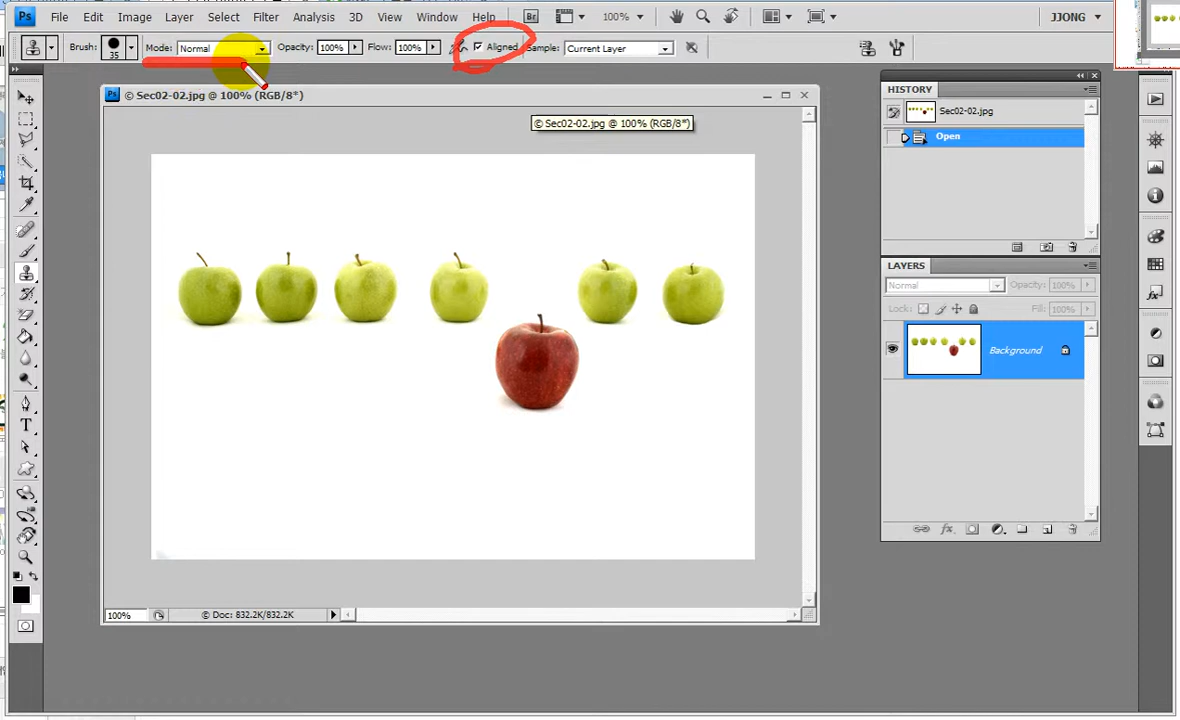 Ps File Edit Image Layer Select Filter Analysis 3D View Window Help Br 100% JJONG
Brush: 35 Mode: Normal Opacity: 100% Flow: 100% Aligned Sample: Current Layer
Ps © Sec02-02.jpg @ 100% (RGB/8*)
© Sec02-02.jpg @ 100% (RGB/8*)
HISTORY
Sec02-02.jpg
Open
LAYERS
Normal Opacity: 100%
Lock: Fill: 100%
Background
fx
T
100% © Doc: 832.2K/832.2K